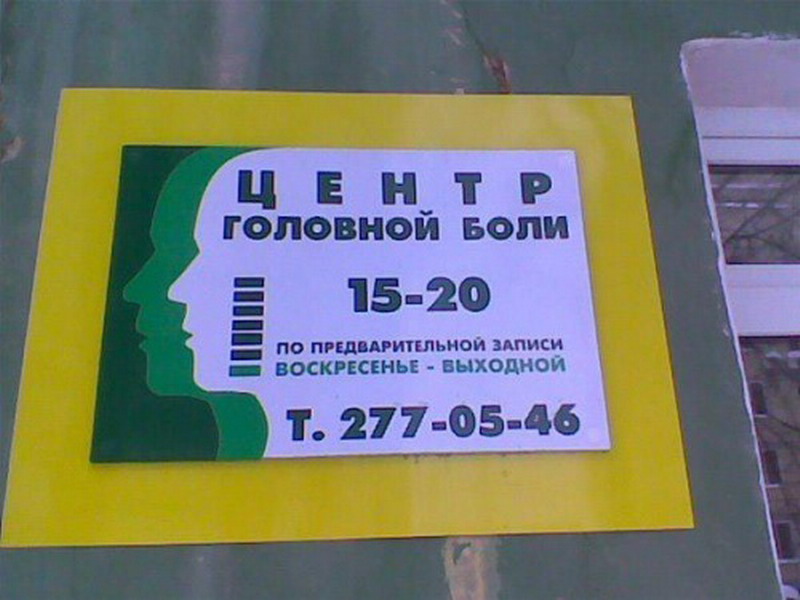 ЦЕНТР
ГОЛОВНОЙ БОЛИ
15-20
ПО ПРЕДВАРИТЕЛЬНОЙ ЗАПИСИ
ВОСКРЕСЕНЬЕ - ВЫХОДНОЙ
Т. 277-05-46